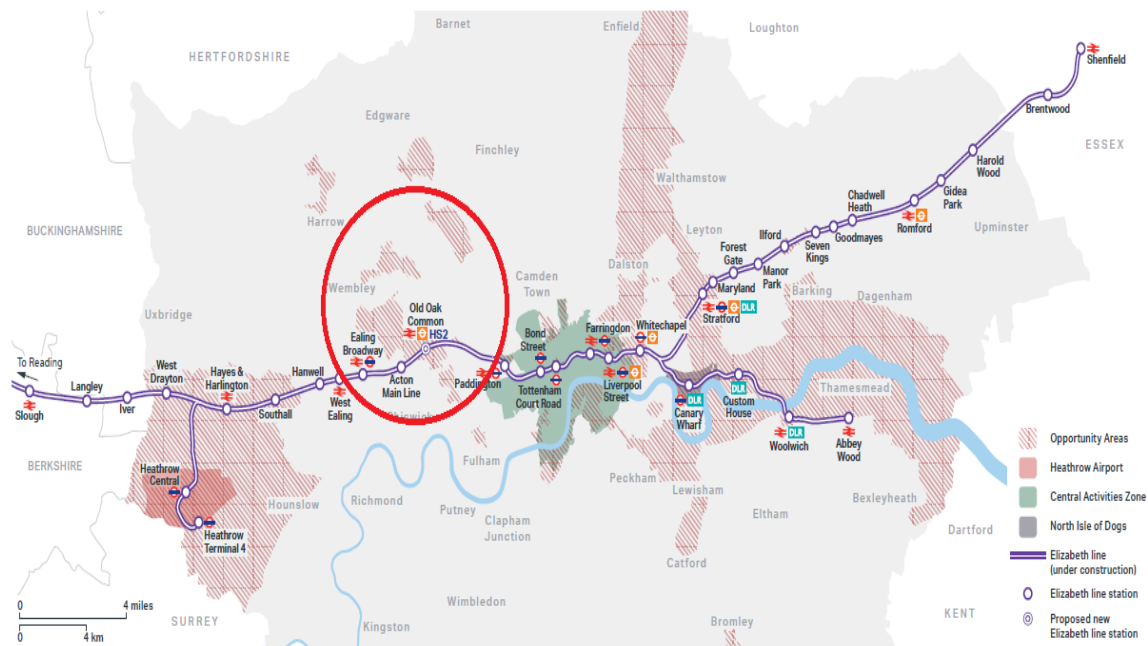 Barnet
Enfield
Loughton
HERTFORDSHIRE
Shenfield
Brentwood
Edgware
Finchley
ESSEX
Harold
Wood
Walthamstow
Gidea
Park
Chadwell
Heath
Harrow
BUCKINGHAMSHIRE
Leyton
Romford
Upminster
Ilford
Goodmayes
Seven
Kings
Forest
Gate
Manor
Park
Dalston
Camden
Town
Maryland
Barking
Dagenham
Wembley
Uxbridge
Old Oak
Common
HS2
Stratford
DLR
Whitechapel
Farringdon
Bond
Street
Ealing
Broadway
To Reading
West
Drayton
Hayes &
Harlington
Hanwell
Acton
Main Line
Paddington
Liverpool
Street
Tottenham
Court Road
Slough
Langley
Iver
Southall
West
Ealing
Chiswick
DLR
Canary
Wharf
DLR
Custom
House
Thamesmead
DLR
Woolwich
Abbey
Wood
BERKSHIRE
Heathrow
Central
Hounslow
Fulham
Richmond
Putney
Clapham
Junction
Peckham
Lewisham
Eltham
Bexleyheath
Dartford
Heathrow
Terminal 4
Catford
Wimbledon
Kingston
Bromley
SURREY
KENT
0
4 miles
0
4 km
Opportunity Areas
Heathrow Airport
Central Activities Zone
North Isle of Dogs
Elizabeth line
(under construction)
Elizabeth line station
Proposed new
Elizabeth line station